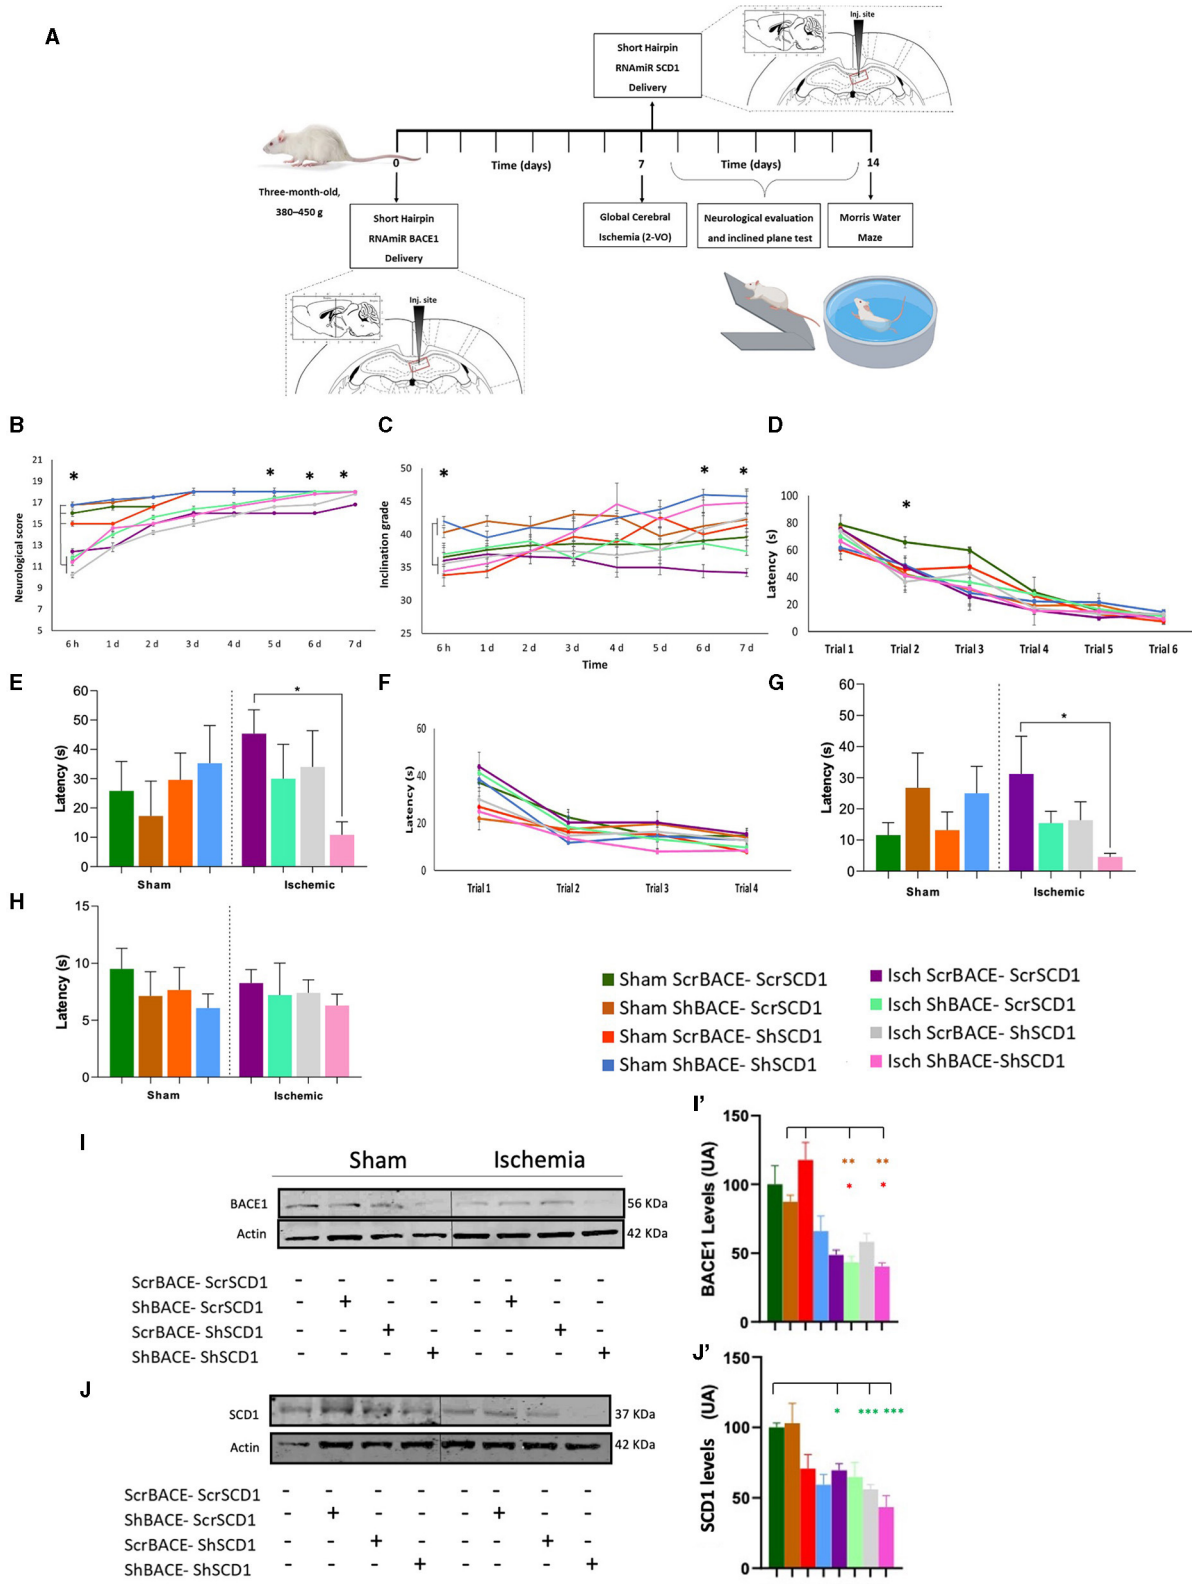 A
Short Hairpin
RNAmiR SCD1
Delivery
Inj. site
0
Time (days)
7
Time (days)
14
Three-month-old,
380–450 g
Short Hairpin
RNAmiR BACE1
Delivery
Global Cerebral
Ischemia (2-VO)
Neurological evaluation
and inclined plane test
Morris Water
Maze
Inj. site
B
Neurological score
21
19
17
15
13
11
9
7
5
6 h 1 d 2 d 3 d 4 d 5 d 6 d 7 d
* * * *
C
Inclination grade
50
45
40
35
30
25
6 h 1 d 2 d 3 d 4 d 5 d 6 d 7 d
Time
* * *
D
Latency (s)
100
80
60
40
20
0
Trial 1 Trial 2 Trial 3 Trial 4 Trial 5 Trial 6
*
E
Latency (s)
60
50
40
30
20
10
0
Sham Ischemic
*
F
Latency (s)
60
40
20
0
Trial 1 Trial 2 Trial 3 Trial 4
G
Latency (s)
60
50
40
30
20
10
0
Sham Ischemic
*
H
Latency (s)
15
10
5
0
Sham Ischemic
Sham ScrBACE- ScrSCD1
Sham ShBACE- ScrSCD1
Sham ScrBACE- ShSCD1
Sham ShBACE- ShSCD1
Isch ScrBACE- ScrSCD1
Isch ShBACE- ScrSCD1
Isch ScrBACE- ShSCD1
Isch ShBACE-ShSCD1
I
Sham Ischemia
BACE1 56 KDa
Actin 42 KDa
ScrBACE- ScrSCD1 - - - - - - - -
ShBACE- ScrSCD1 - + - - - + - -
ScrBACE- ShSCD1 - - + - - - + -
ShBACE- ShSCD1 - - - + - - - +
I’
BACE1 Levels (UA)
150
100
50
0
** **
* *
J
SCD1 37 KDa
Actin 42 KDa
ScrBACE- ScrSCD1 - - - - - - - -
ShBACE- ScrSCD1 - + - - - + - -
ScrBACE- ShSCD1 - - + - - - + -
ShBACE- ShSCD1 - - - + - - - +
J’
SCD1 levels (UA)
150
100
50
0
* *** ***